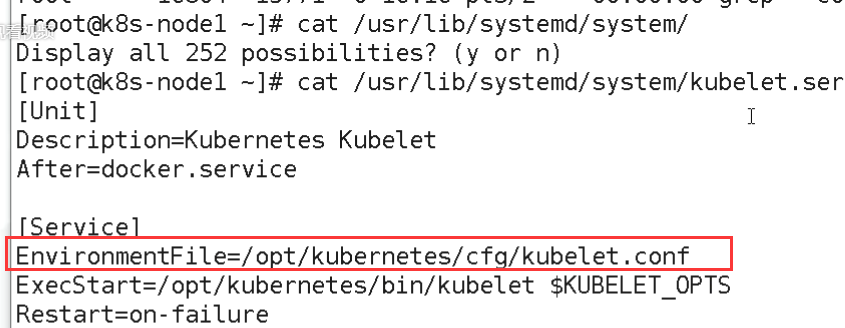 [root@k8s-node1 ~]# cat /usr/lib/systemd/system/
Display all 252 possibilities? (y or n)
[root@k8s-node1 ~]# cat /usr/lib/systemd/system/kubelet.ser
[Unit]
Description=Kubernetes Kubelet
After=docker.service
[Service]
EnvironmentFile=/opt/kubernetes/cfg/kubelet.conf
ExecStart=/opt/kubernetes/bin/kubelet $KUBELET_OPTS
Restart=on-failure